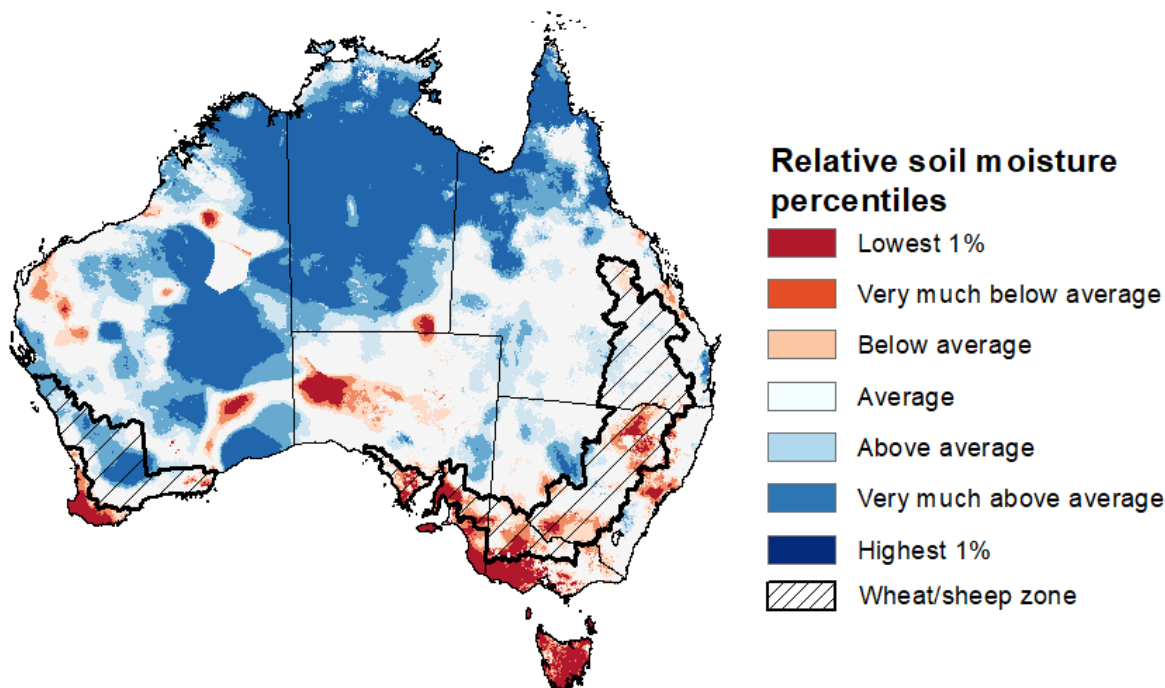 Relative soil moisture
percentiles
Lowest 1%
Very much below average
Below average
Average
Above average
Very much above average
Highest 1%
Wheat/sheep zone